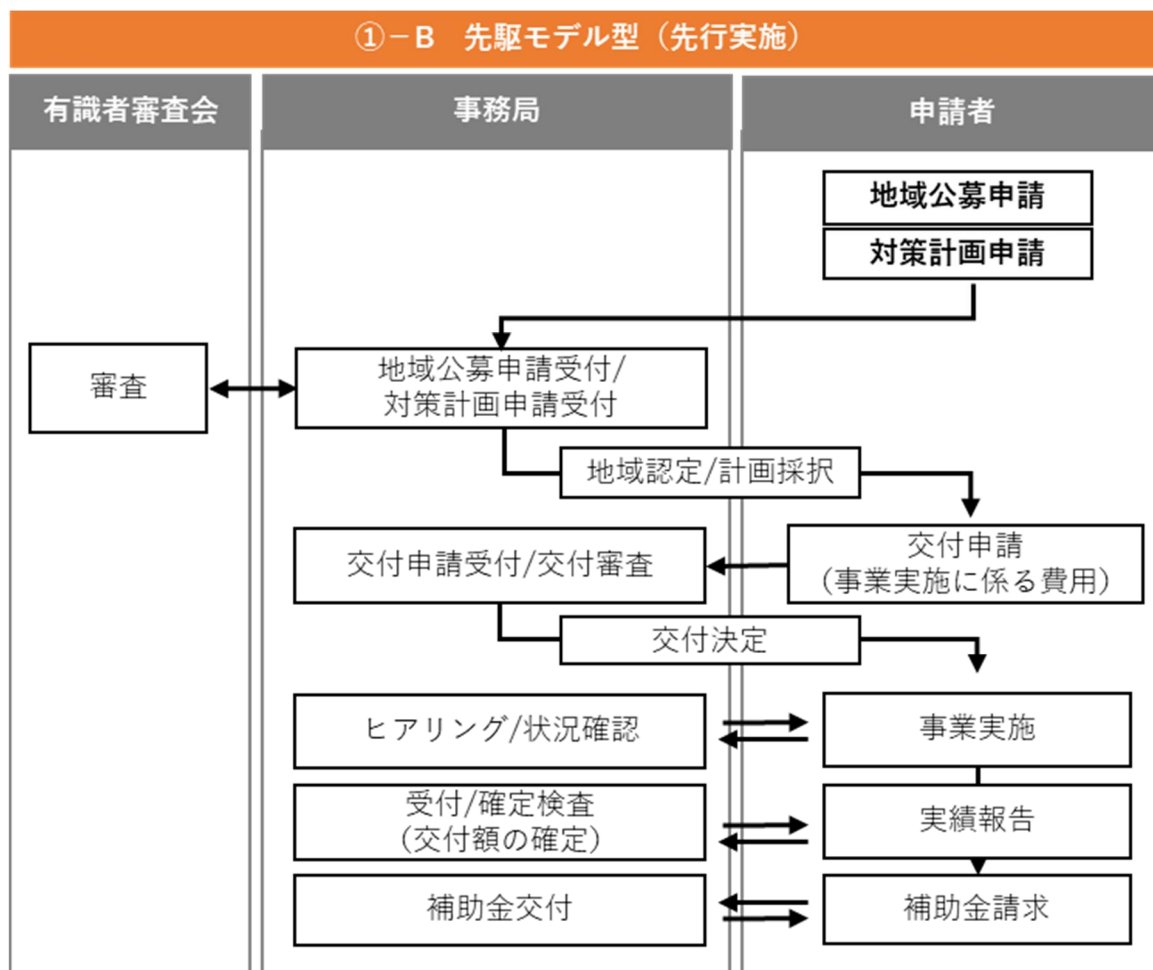 ①－B　先駆モデル型（先行実施）
有識者審査会
事務局
申請者
地域公募申請
対策計画申請
審査
地域公募申請受付/
対策計画申請受付
地域認定/計画採択
交付申請受付/交付審査
交付申請
（事業実施に係る費用）
交付決定
ヒアリング/状況確認
事業実施
受付/確定検査
（交付額の確定）
実績報告
補助金交付
補助金請求